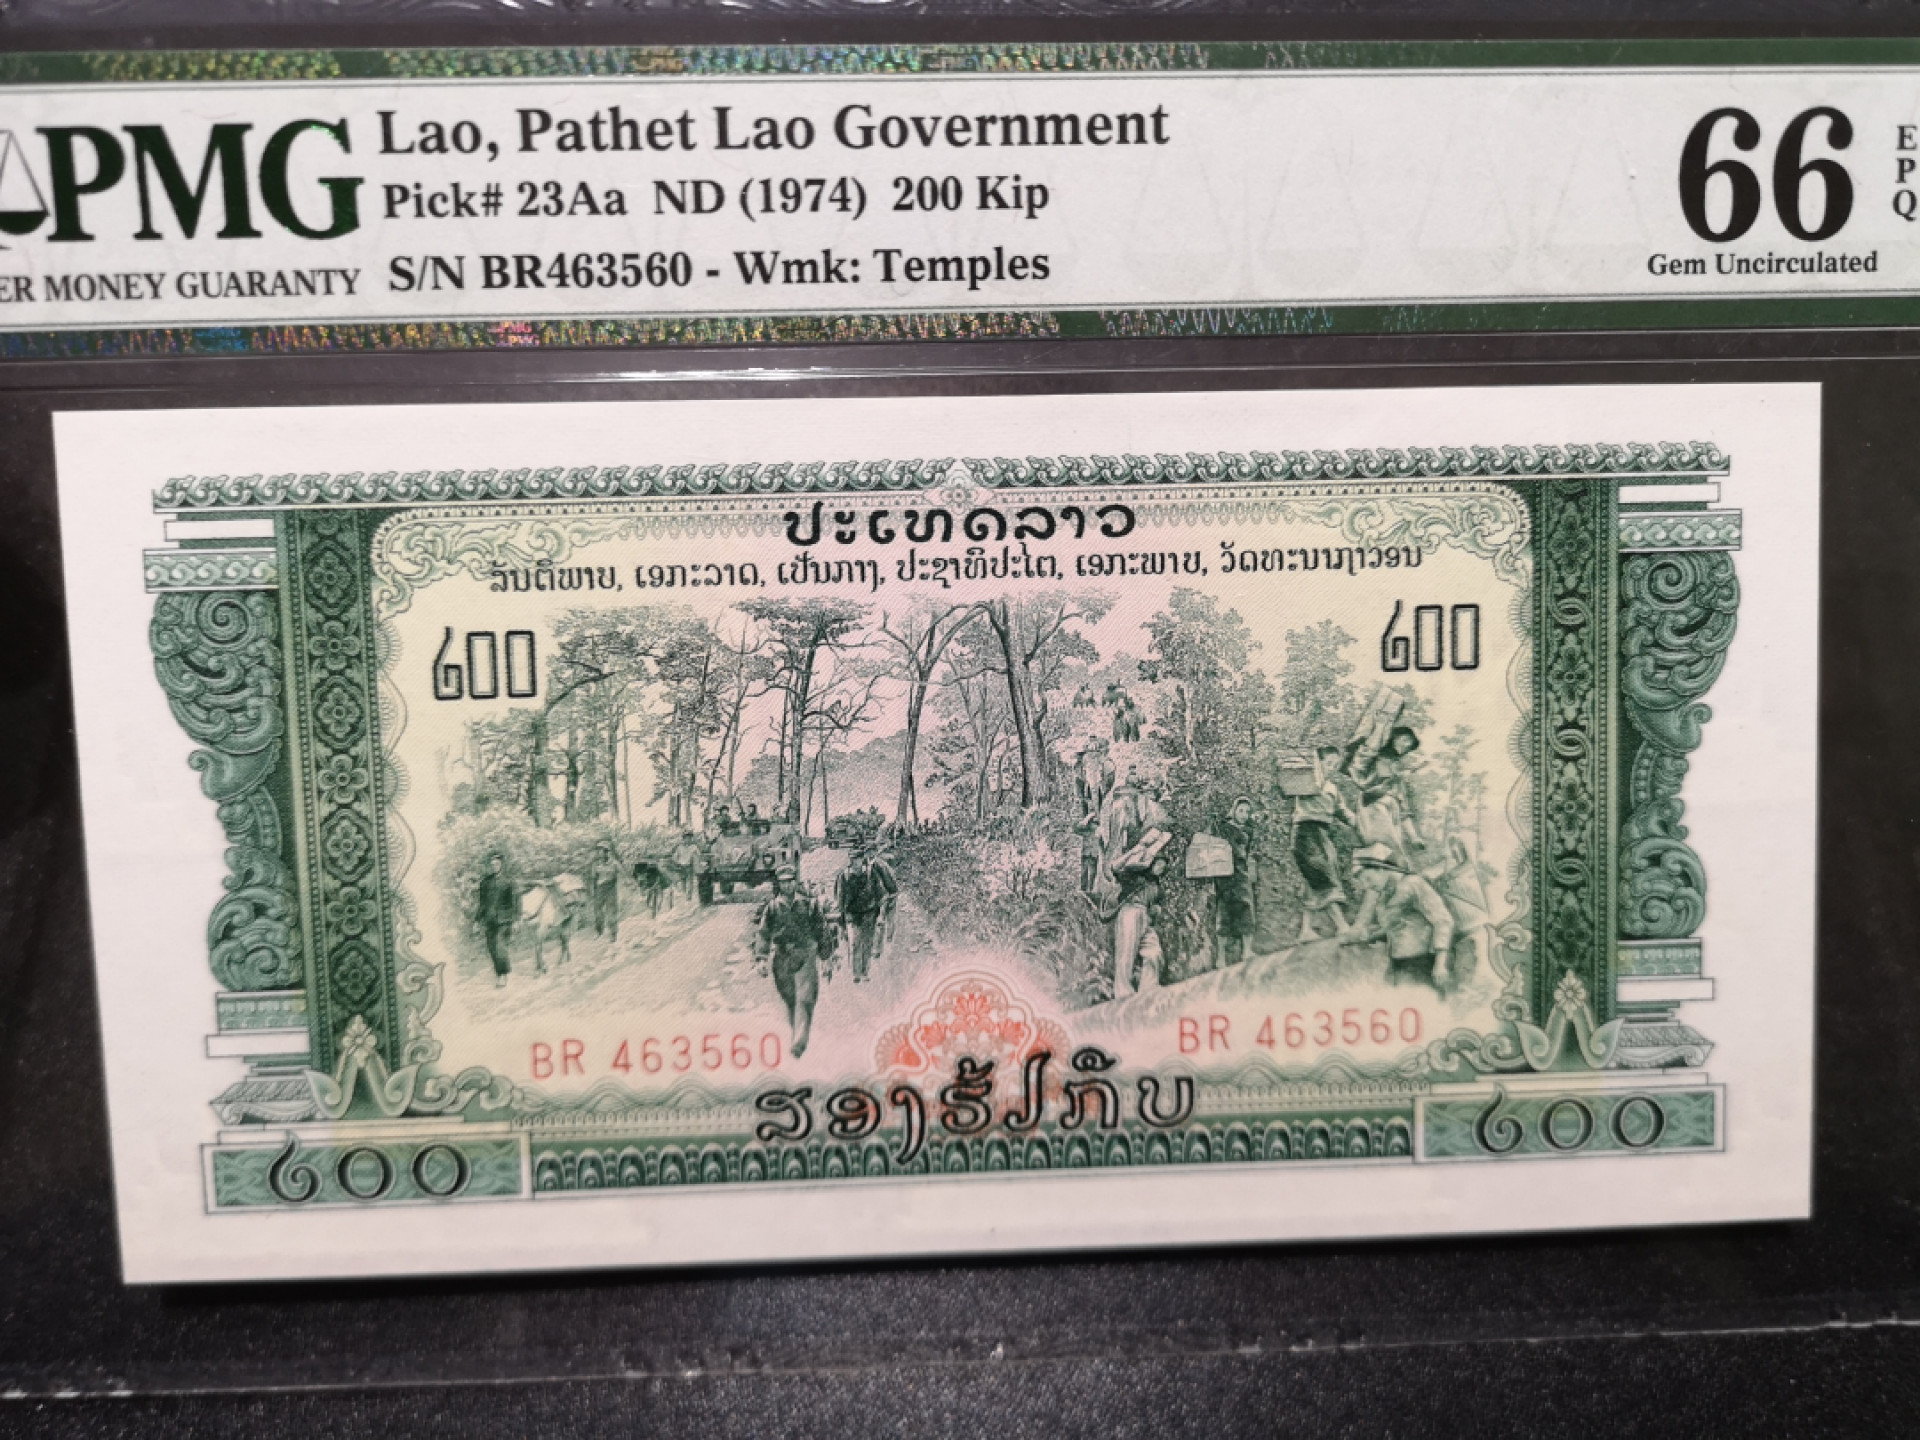 PMG
ER MONEY GUARANTY
Lao, Pathet Lao Government
Pick# 23Aa ND (1974) 200 Kip
S/N BR463560 - Wmk: Temples
66
EPQ
Gem Uncirculated
ປະເທດລາວ
ສັນຕິພາບ, ເອກະລາດ, ເປັນກາງ, ປະຊາທິປະໄຕ, ເອກະພາບ, ວັດທະນາຖາວອນ
໒໐໐
໒໐໐
BR 463560
BR 463560
ສອງຮ້ອຍກີບ
໒໐໐
໒໐໐